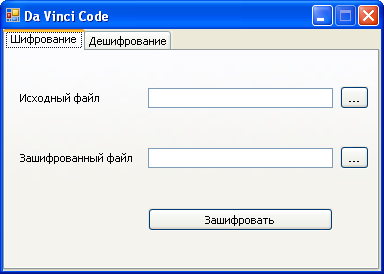 Da Vinci Code
Шифрование Дешифрование
Исходный файл ...
Зашифрованный файл ...
Зашифровать